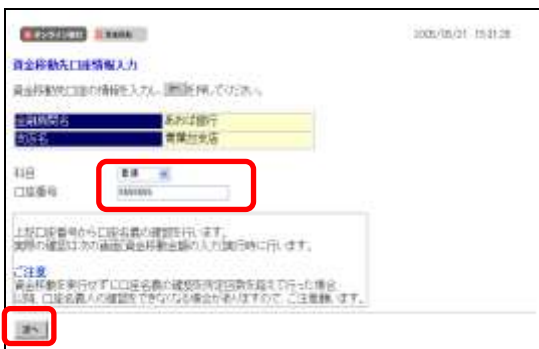 資金移動先口座情報入力
資金移動先口座の情報を入力し、を押してください。
金融機関名 あおば銀行
支店名 青葉台支店
科目 普通
口座番号
上記口座番号から口座名義の確認を行います。
実際の確認は次の画面(資金移動金額の入力)実行時に行います。
ご注意
資金移動を実行せずに口座名義の確認を所定回数を超えて行った場合、
以降、口座名義人の確認をできなくなる場合がありますので、ご注意願います。
次へ